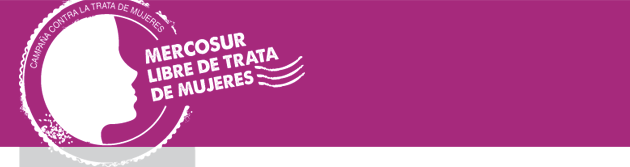 CAMPAÑA CONTRA LA TRATA DE MUJERES
MERCOSUR
LIBRE DE TRATA
DE MUJERES